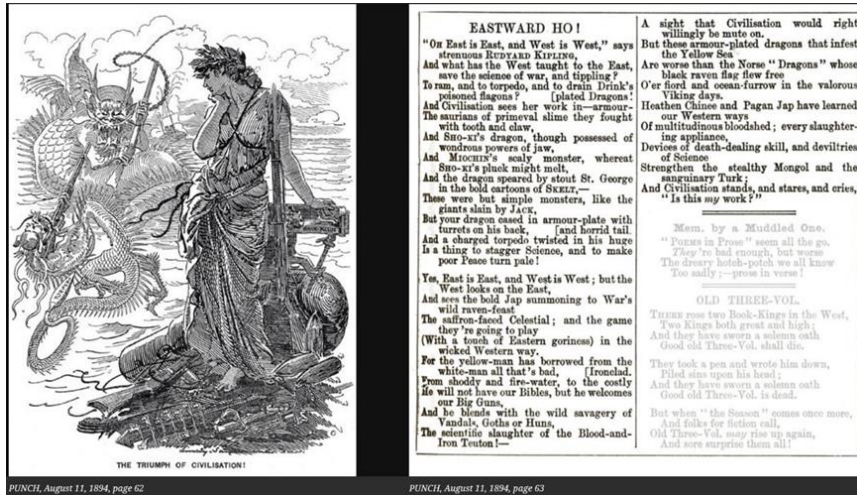 THE TRIUMPH OF CIVILISATION!
PUNCH, August 11, 1894, page 62
EASTWARD HO!
"OH East is East, and West is West," says
strenuous RUDYARD KIPLING,
And what has the West taught to the East,
save the science of war, and tippling?
To ram, and to torpedo, and to drain Drink's
poisoned flagons? [plated Dragons!
And Civilisation sees her work in—armour-
The saurians of primeval slime they fought
with tooth and claw,
And SHO-KI's dragon, though possessed of
wondrous powers of jaw,
And MIOCHIN's scaly monster, whereat
SHO-KI's pluck might melt,
And the dragon speared by stout St. George
in the bold cartoons of SKELT,—
These were but simple monsters, like the
giants slain by JACK,
But your dragon cased in armour-plate with
turrets on his back, [and horrid tail.
And a charged torpedo twisted in his huge
Is a thing to stagger Science, and to make
poor Peace turn pale!
Yes, East is East, and West is West; but the
West looks on the East,
And sees the bold Jap summoning to War's
wild raven-feast
The saffron-faced Celestial; and the game
they're going to play
(With a touch of Eastern goriness) in the
wicked Western way.
For the yellow-man has borrowed from the
white-man all that's bad, [Ironclad.
From shoddy and fire-water, to the costly
He will not have our Bibles, but he welcomes
our Big Guns,
And he blends with the wild savagery of
Vandals, Goths or Huns,
The scientific slaughter of the Blood-and-
Iron Teuton!—
A sight that Civilisation would right
willingly be mute on.
But these armour-plated dragons that infest
the Yellow Sea
Are worse than the Norse "Dragons" whose
black raven flag flew free
O'er fiord and ocean-furrow in the valorous
Viking days.
Heathen Chinee and Pagan Jap have learned
our Western ways
Of multitudinous bloodshed; every slaughter-
ing appliance,
Devices of death-dealing skill, and deviltries
of Science
Strengthen the stealthy Mongol and the
sanguinary Turk;
And Civilisation stands, and stares, and cries,
"Is this my work?"
Mem. by a Muddled One.
"POEMS in Prose" seem all the go.
They're bad enough, but worse
The dreary hotch-potch we all know
Too sadly;—prose in verse!
OLD THREE-VOL.
THERE rose two Book-Kings in the West,
Two Kings both great and high;
And they have sworn a solemn oath
Good old Three-Vol. shall die.
They took a pen and wrote him down,
Piled sins upon his head;
And they have sworn a solemn oath
Good old Three-Vol. is dead.
But when "the Season" comes once more,
And folks for fiction call,
Old Three-Vol. may rise up again,
And sore surprise them all!
PUNCH, August 11, 1894, page 63